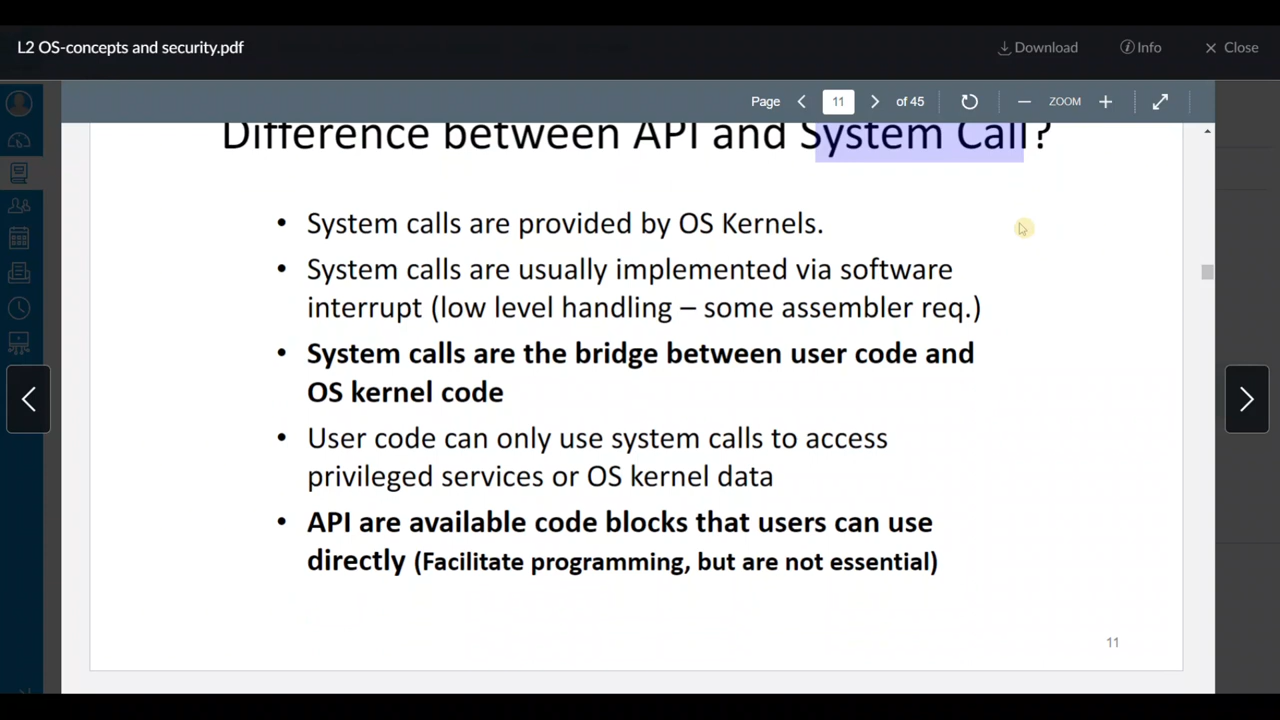 L2 OS-concepts and security.pdf
Download
Info
Close
Page
11
of 45
ZOOM
Difference between API and System Call?
• System calls are provided by OS Kernels.
• System calls are usually implemented via software
interrupt (low level handling – some assembler req.)
• System calls are the bridge between user code and
OS kernel code
• User code can only use system calls to access
privileged services or OS kernel data
• API are available code blocks that users can use
directly (Facilitate programming, but are not essential)
11